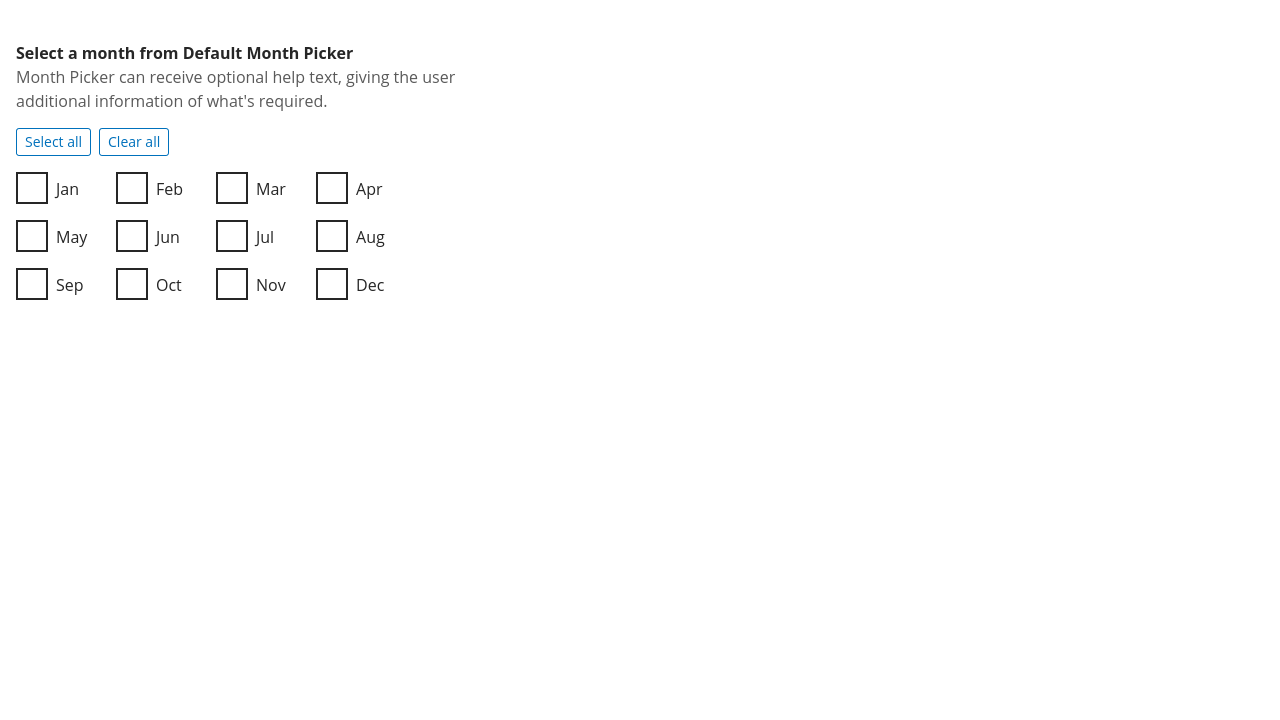 Select a month from Default Month Picker
Month Picker can receive optional help text, giving the user
additional information of what's required.
Select all Clear all
Jan Feb Mar Apr
May Jun Jul Aug
Sep Oct Nov Dec